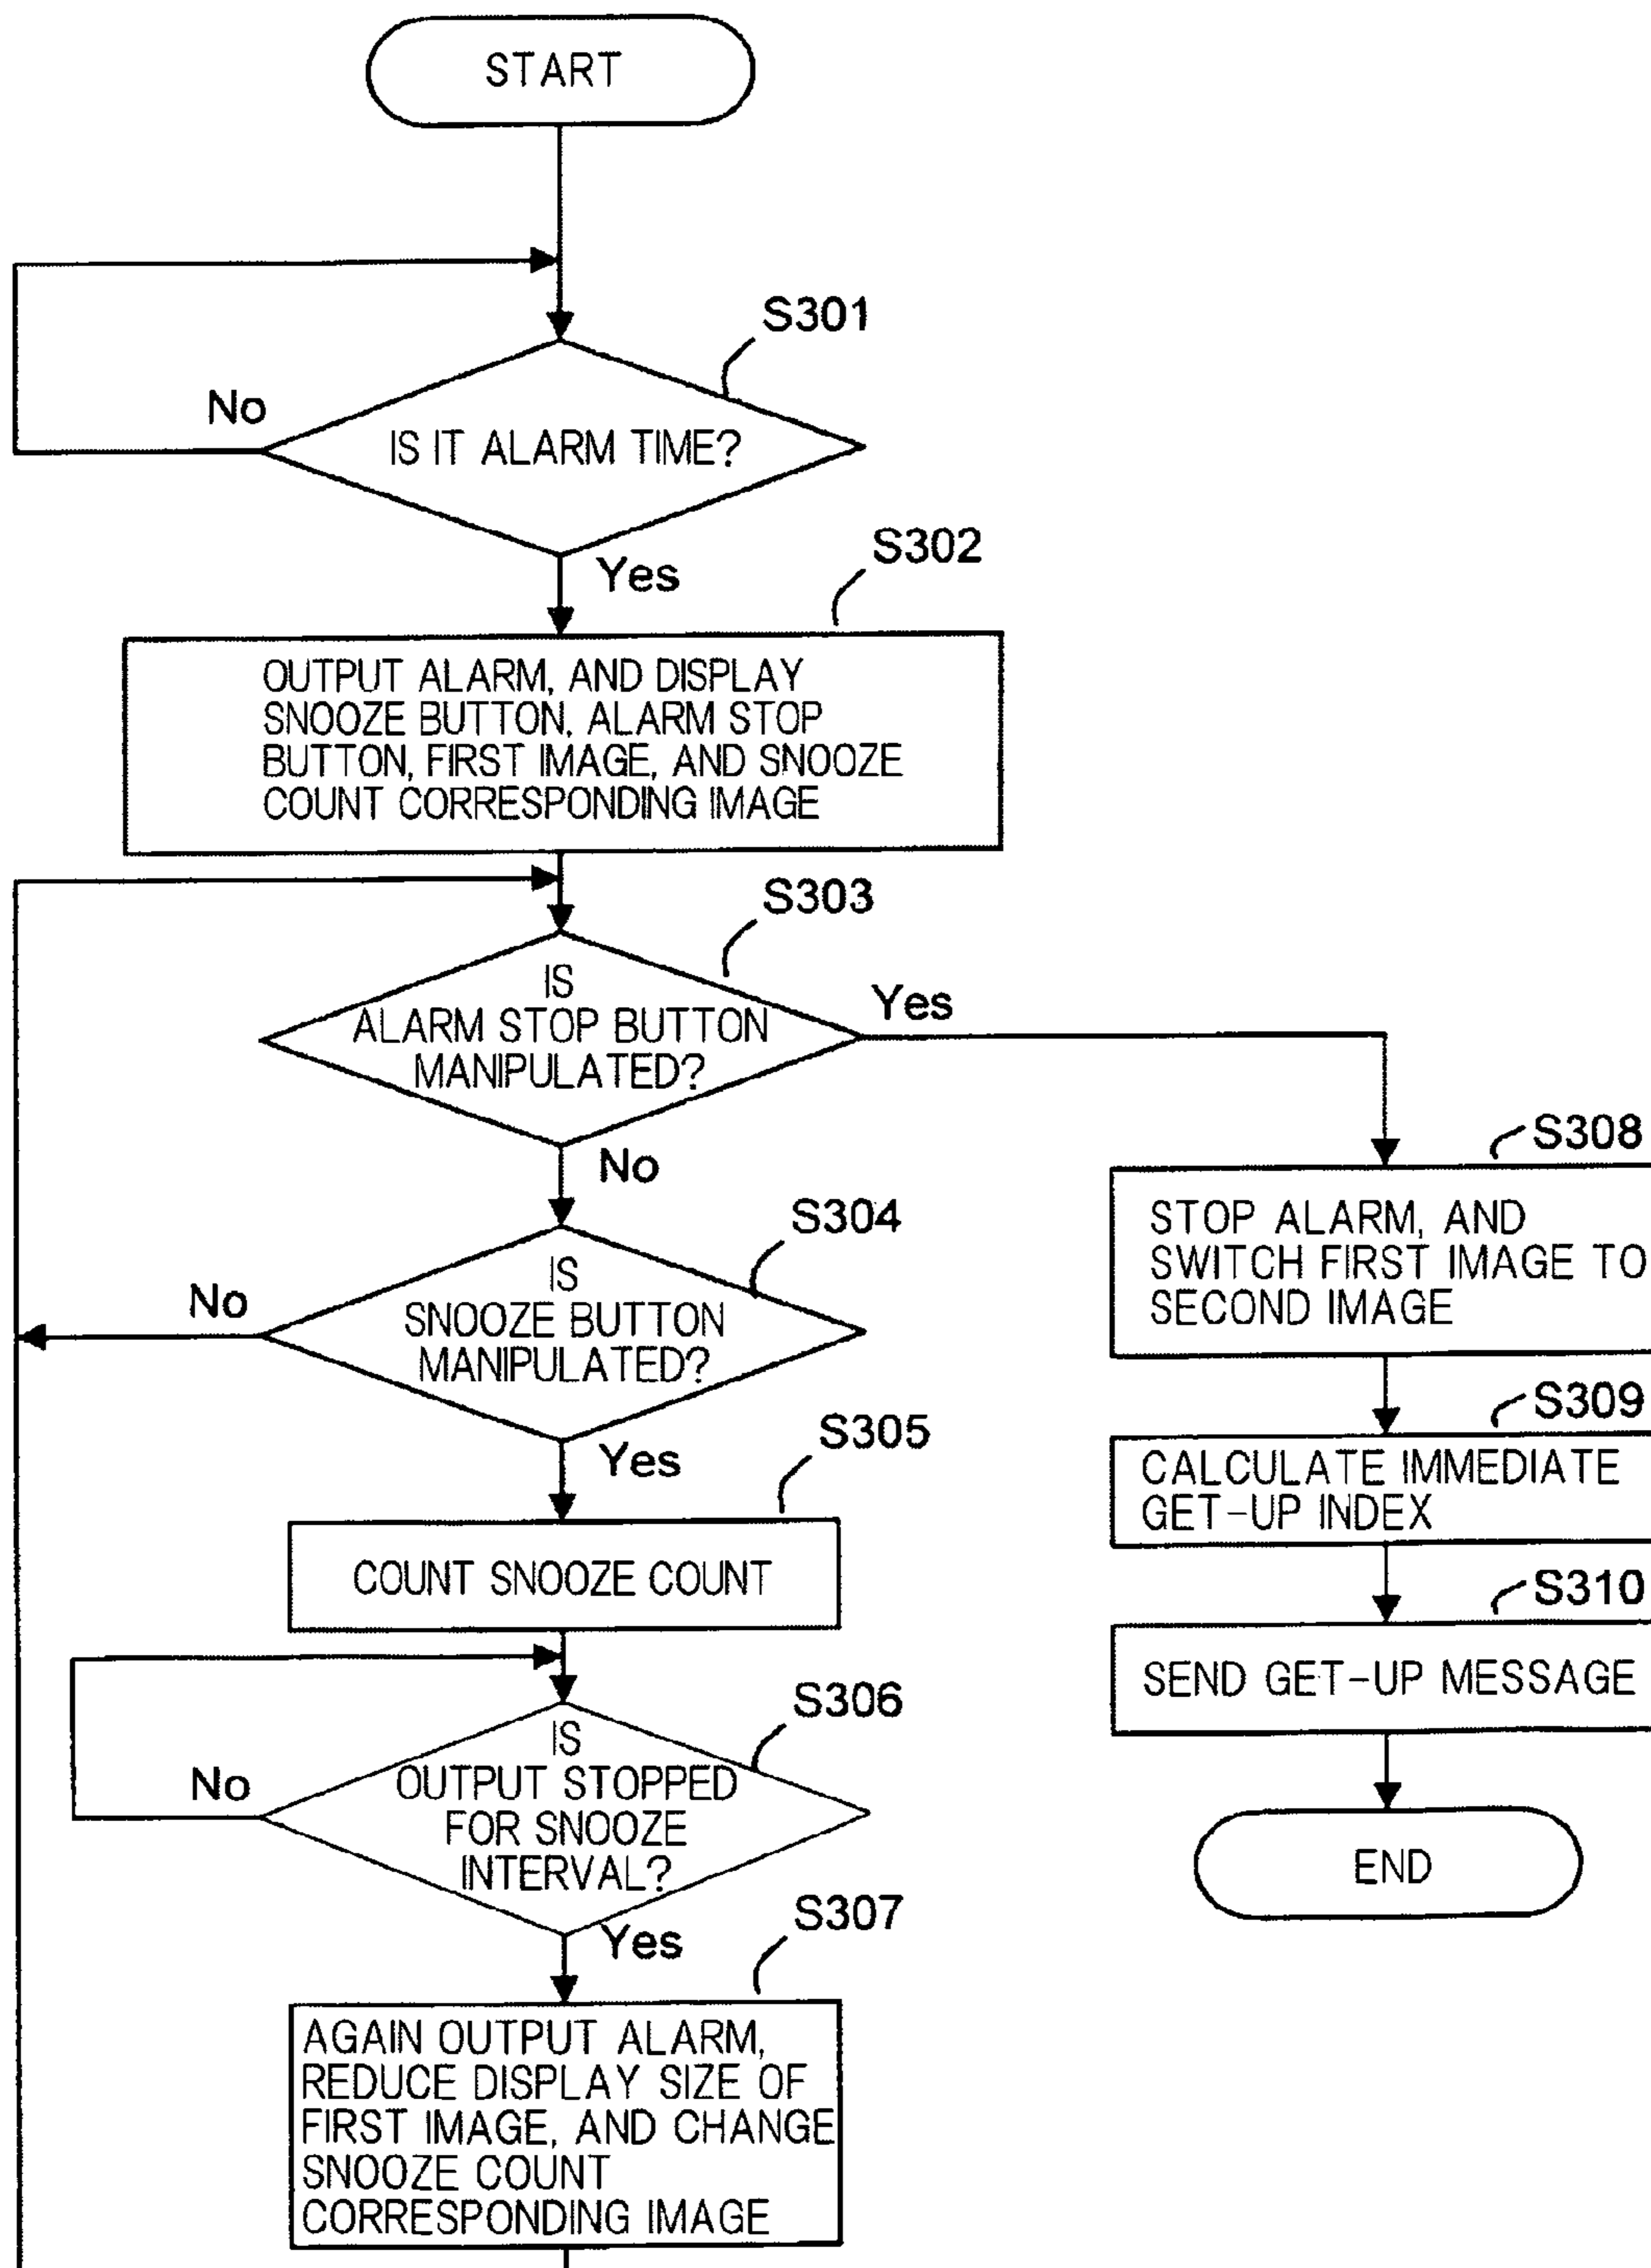 START
S301
No
IS IT ALARM TIME?
Yes
S302
OUTPUT ALARM, AND DISPLAY
SNOOZE BUTTON, ALARM STOP
BUTTON, FIRST IMAGE, AND SNOOZE
COUNT CORRESPONDING IMAGE
S303
IS
ALARM STOP BUTTON
MANIPULATED?
Yes
No
S304
IS
SNOOZE BUTTON
MANIPULATED?
No
Yes
S305
COUNT SNOOZE COUNT
S306
IS
OUTPUT STOPPED
FOR SNOOZE
INTERVAL?
No
Yes
S307
AGAIN OUTPUT ALARM,
REDUCE DISPLAY SIZE OF
FIRST IMAGE, AND CHANGE
SNOOZE COUNT
CORRESPONDING IMAGE
S308
STOP ALARM, AND
SWITCH FIRST IMAGE TO
SECOND IMAGE
S309
CALCULATE IMMEDIATE
GET-UP INDEX
S310
SEND GET-UP MESSAGE
END